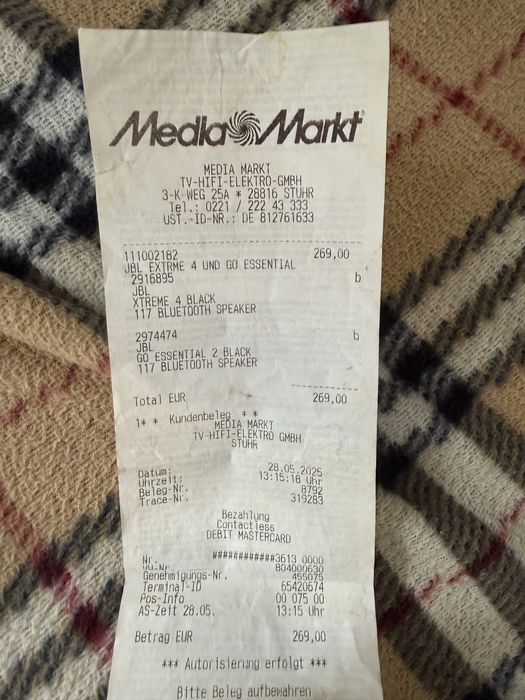 Media Markt
MEDIA MARKT
TV-HIFI-ELEKTRO-GMBH
3-K-WEG 25A * 28816 STUHR
Tel.: 0221 / 222 43 333
UST.-ID-NR.: DE 812761633
111002182 269,00
JBL EXTRME 4 UND GO ESSENTIAL
2916895 b
JBL
XTREME 4 BLACK
117 BLUETOOTH SPEAKER
2974474 b
JBL
GO ESSENTIAL 2 BLACK
117 BLUETOOTH SPEAKER
Total EUR 269,00
1* * Kundenbeleg * *
MEDIA MARKT
TV-HIFI-ELEKTRO GMBH
STUHR
Datum: 28.05.2025
Uhrzeit: 13:15:18 Uhr
Beleg-Nr. 8792
Trace-Nr. 319283
Bezahlung
Contactless
DEBIT MASTERCARD
Nr. ############3613 0000
VU-Nr. 804000630
Genehmigungs-Nr. 455075
Terminal-ID 65420674
Pos-Info 00 075 00
AS-Zeit 28.05. 13:15 Uhr
Betrag EUR 269,00
*** Autorisierung erfolgt ***
Bitte Beleg aufbewahren